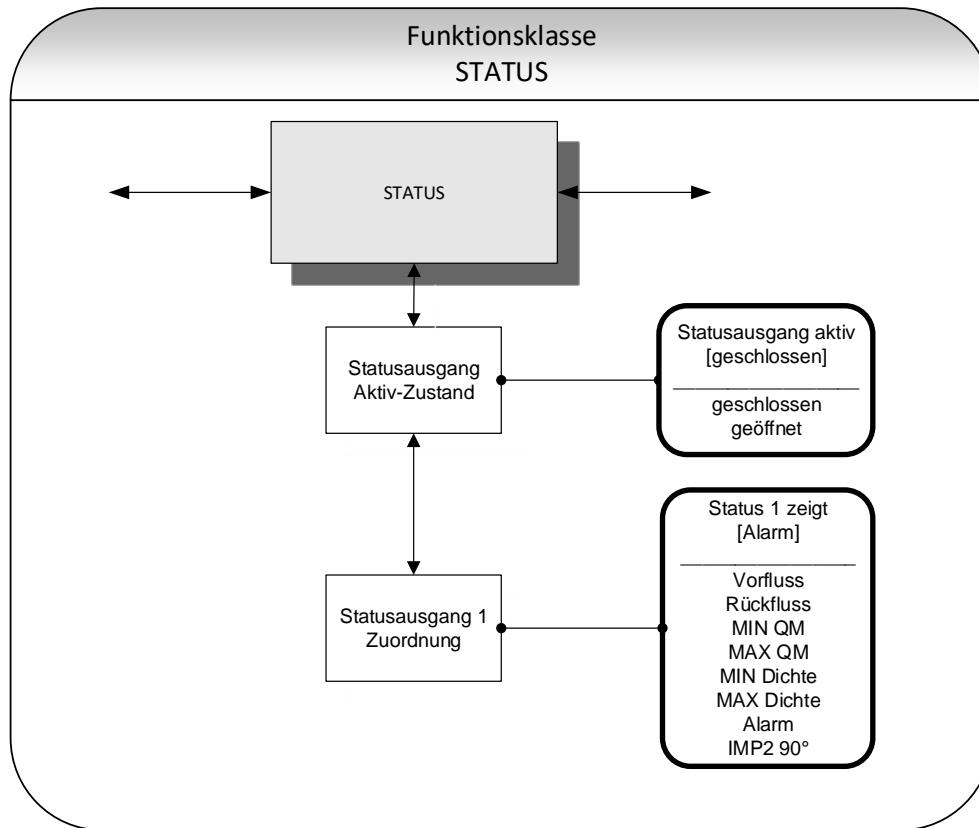 Funktionsklasse
STATUS
STATUS
Statusausgang
Aktiv-Zustand
Statusausgang aktiv
[geschlossen]
geschlossen
geöffnet
Statusausgang 1
Zuordnung
Status 1 zeigt
[Alarm]
Vorfluss
Rückfluss
MIN QM
MAX QM
MIN Dichte
MAX Dichte
Alarm
IMP2 90°